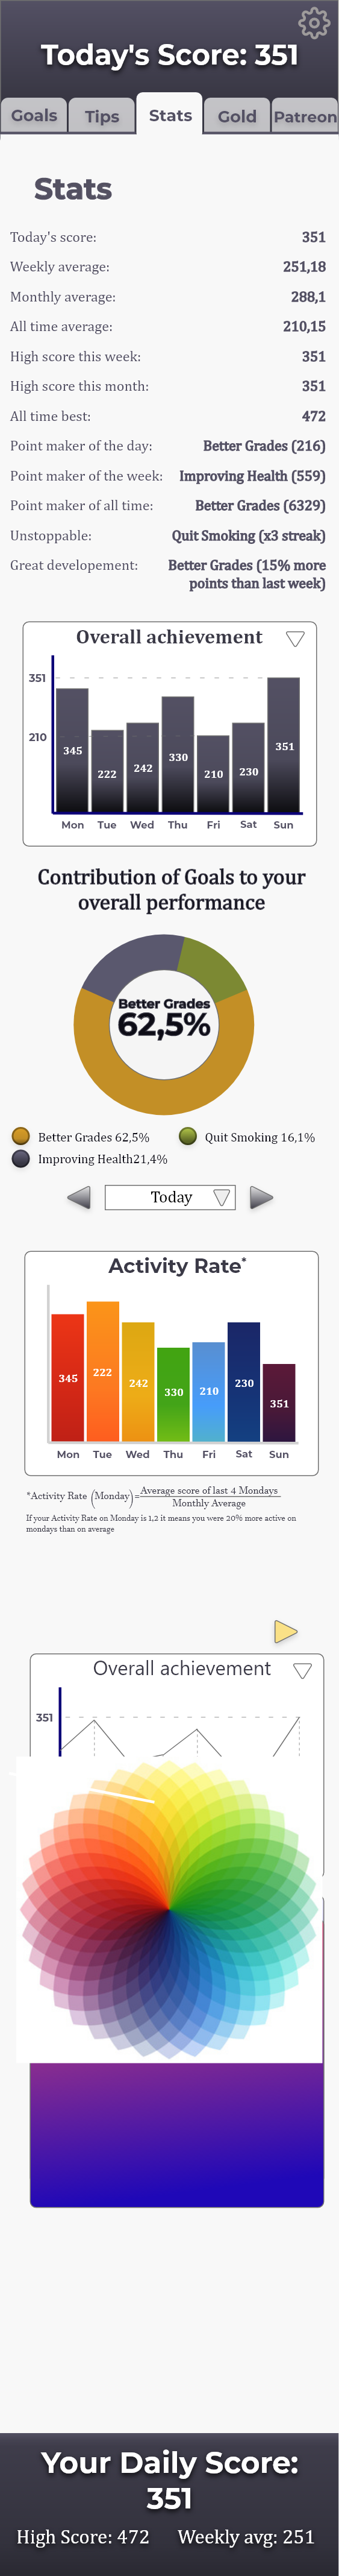 Today's Score: 351
Goals Tips Stats Gold Patreon
Stats
Today's score: 351
Weekly average: 251,18
Monthly average: 288,1
All time average: 210,15
High score this week: 351
High score this month: 351
All time best: 472
Point maker of the day: Better Grades (216)
Point maker of the week: Improving Health (559)
Point maker of all time: Better Grades (6329)
Unstoppable: Quit Smoking (x3 streak)
Great developement: Better Grades (15% more
points than last week)
Overall achievement
351
210
345 222 242 330 210 230 351
Mon Tue Wed Thu Fri Sat Sun
Contribution of Goals to your
overall performance
Better Grades
62,5%
Better Grades 62,5% Quit Smoking 16,1%
Improving Health21,4%
Today
Activity Rate*
345 222 242 330 210 230 351
Mon Tue Wed Thu Fri Sat Sun
*Activity Rate (Monday)=Average score of last 4 Mondays
Monthly Average
If your Activity Rate on Monday is 1,2 it means you were 20% more active on
mondays than on average
Overall achievement
351
Your Daily Score:
351
High Score: 472 Weekly avg: 251